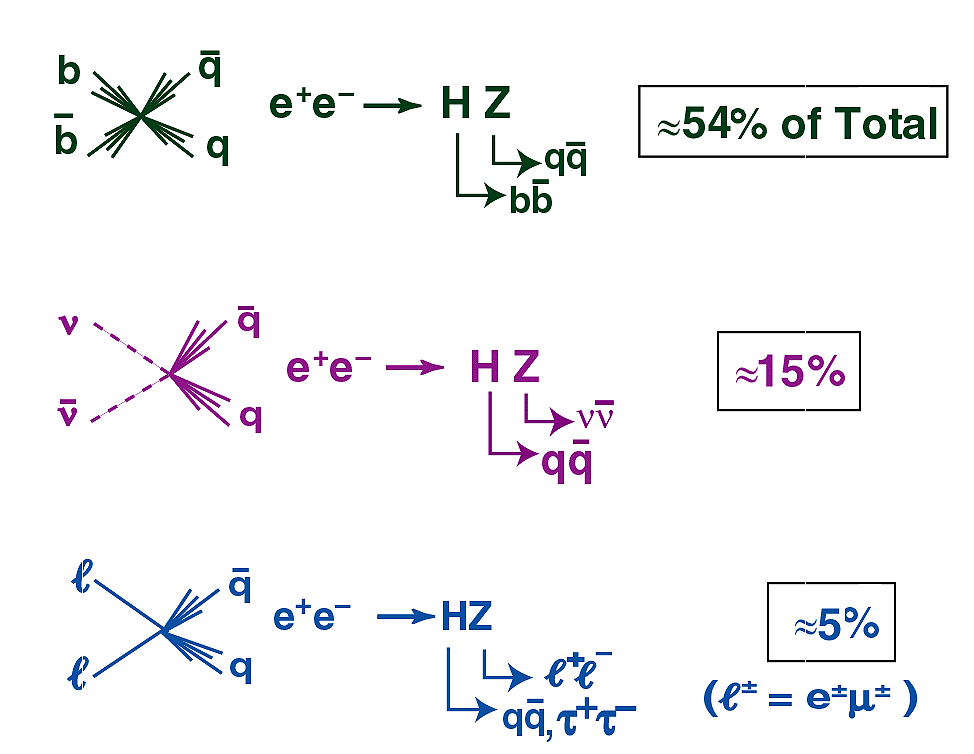 b q̄ e⁺e⁻ → H Z ≈54% of Total
b̄ q qq̄
bb̄
ν q̄ e⁺e⁻ → H Z ≈15%
ν̄ q νν̄
qq̄
ℓ q̄ e⁺e⁻ → HZ ≈5%
ℓ q ℓ⁺ℓ⁻
qq̄,τ⁺τ⁻ (ℓ± = e±μ± )